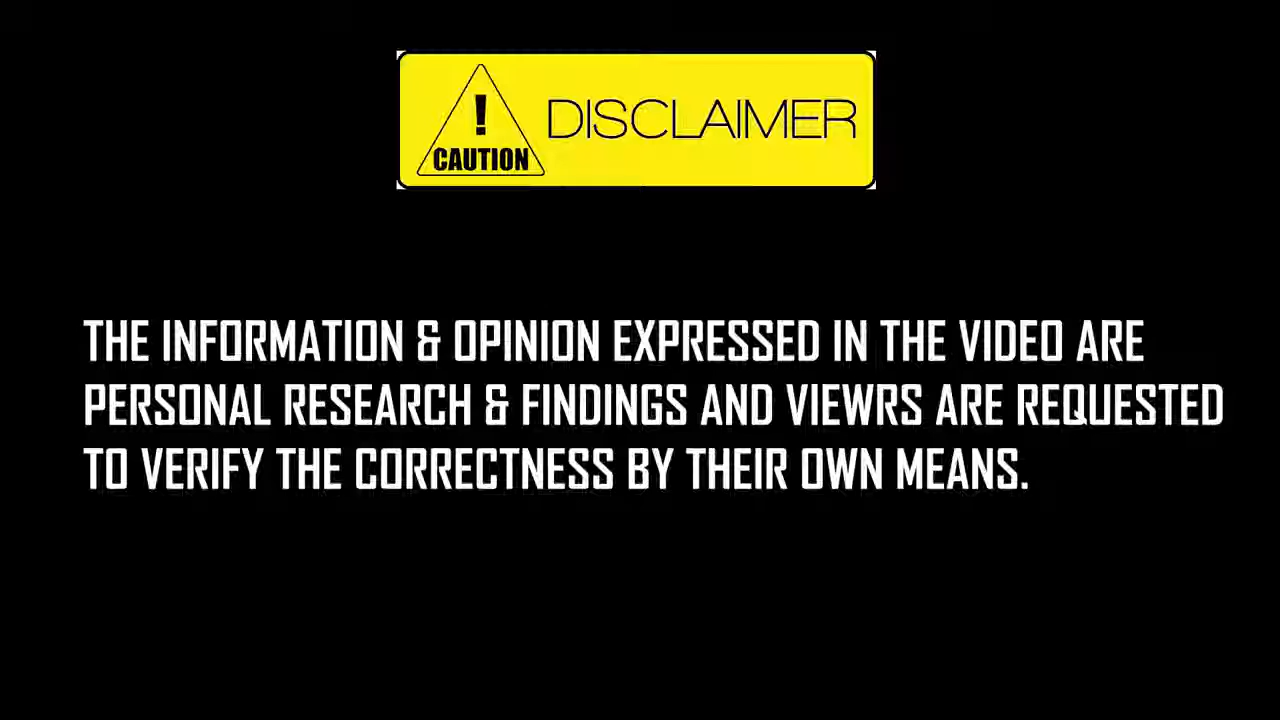 !
CAUTION
DISCLAIMER
THE INFORMATION & OPINION EXPRESSED IN THE VIDEO ARE
PERSONAL RESEARCH & FINDINGS AND VIEWRS ARE REQUESTED
TO VERIFY THE CORRECTNESS BY THEIR OWN MEANS.